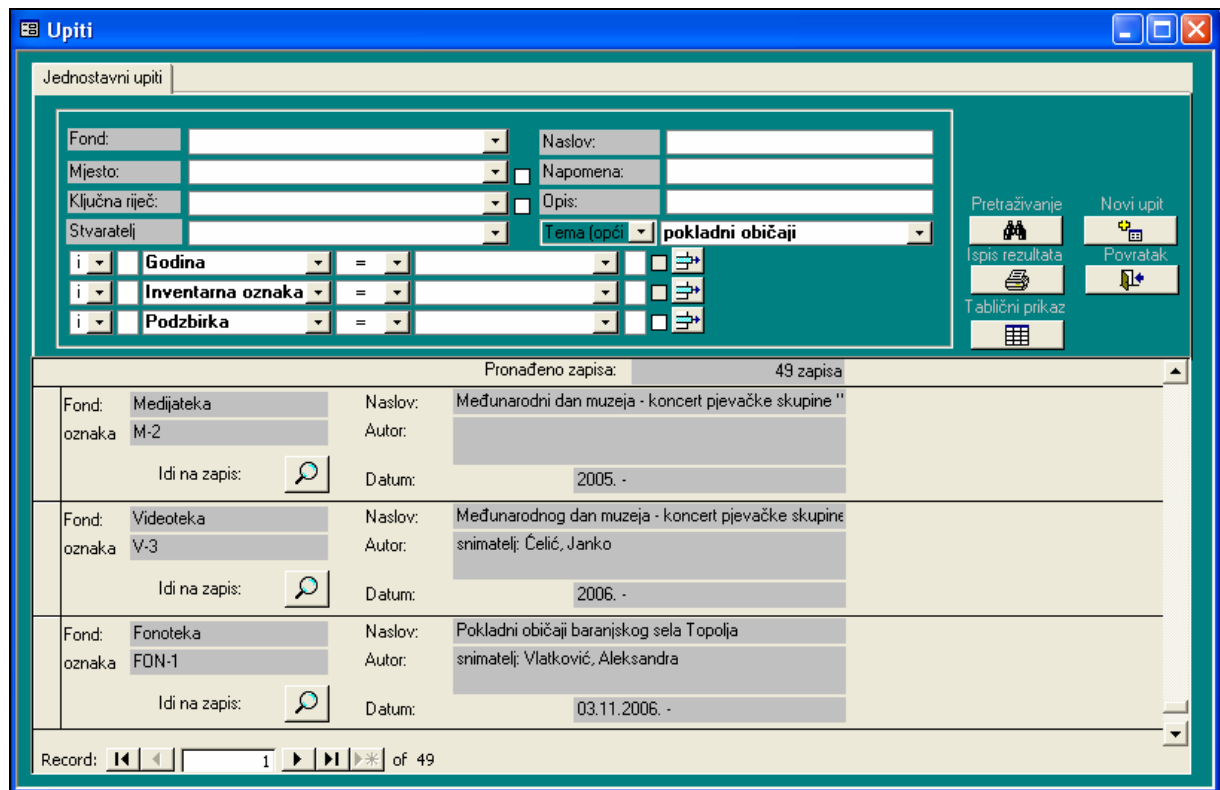 Upiti
Jednostavni upiti
Fond: Naslov:
Mjesto: Napomena:
Ključna riječ: Opis:
Stvaratelj Tema (opći pokladni običaji
i Godina =
i Inventarna oznaka =
i Podzbirka =
Pretraživanje Novi upit
Ispis rezultata Povratak
Tablični prikaz
Pronađeno zapisa: 49 zapisa
Fond: Medijateka Naslov: Međunarodni dan muzeja - koncert pjevačke skupine "
oznaka M-2 Autor:
Idi na zapis: Datum: 2005. -
Fond: Videoteka Naslov: Međunarodnog dan muzeja - koncert pjevačke skupine
oznaka V-3 Autor: snimatelj: Ćelić, Janko
Idi na zapis: Datum: 2006. -
Fond: Fonoteka Naslov: Pokladni običaji baranjskog sela Topolja
oznaka FON-1 Autor: snimatelj: Vlatković, Aleksandra
Idi na zapis: Datum: 03.11.2006. -
Record: 1 of 49